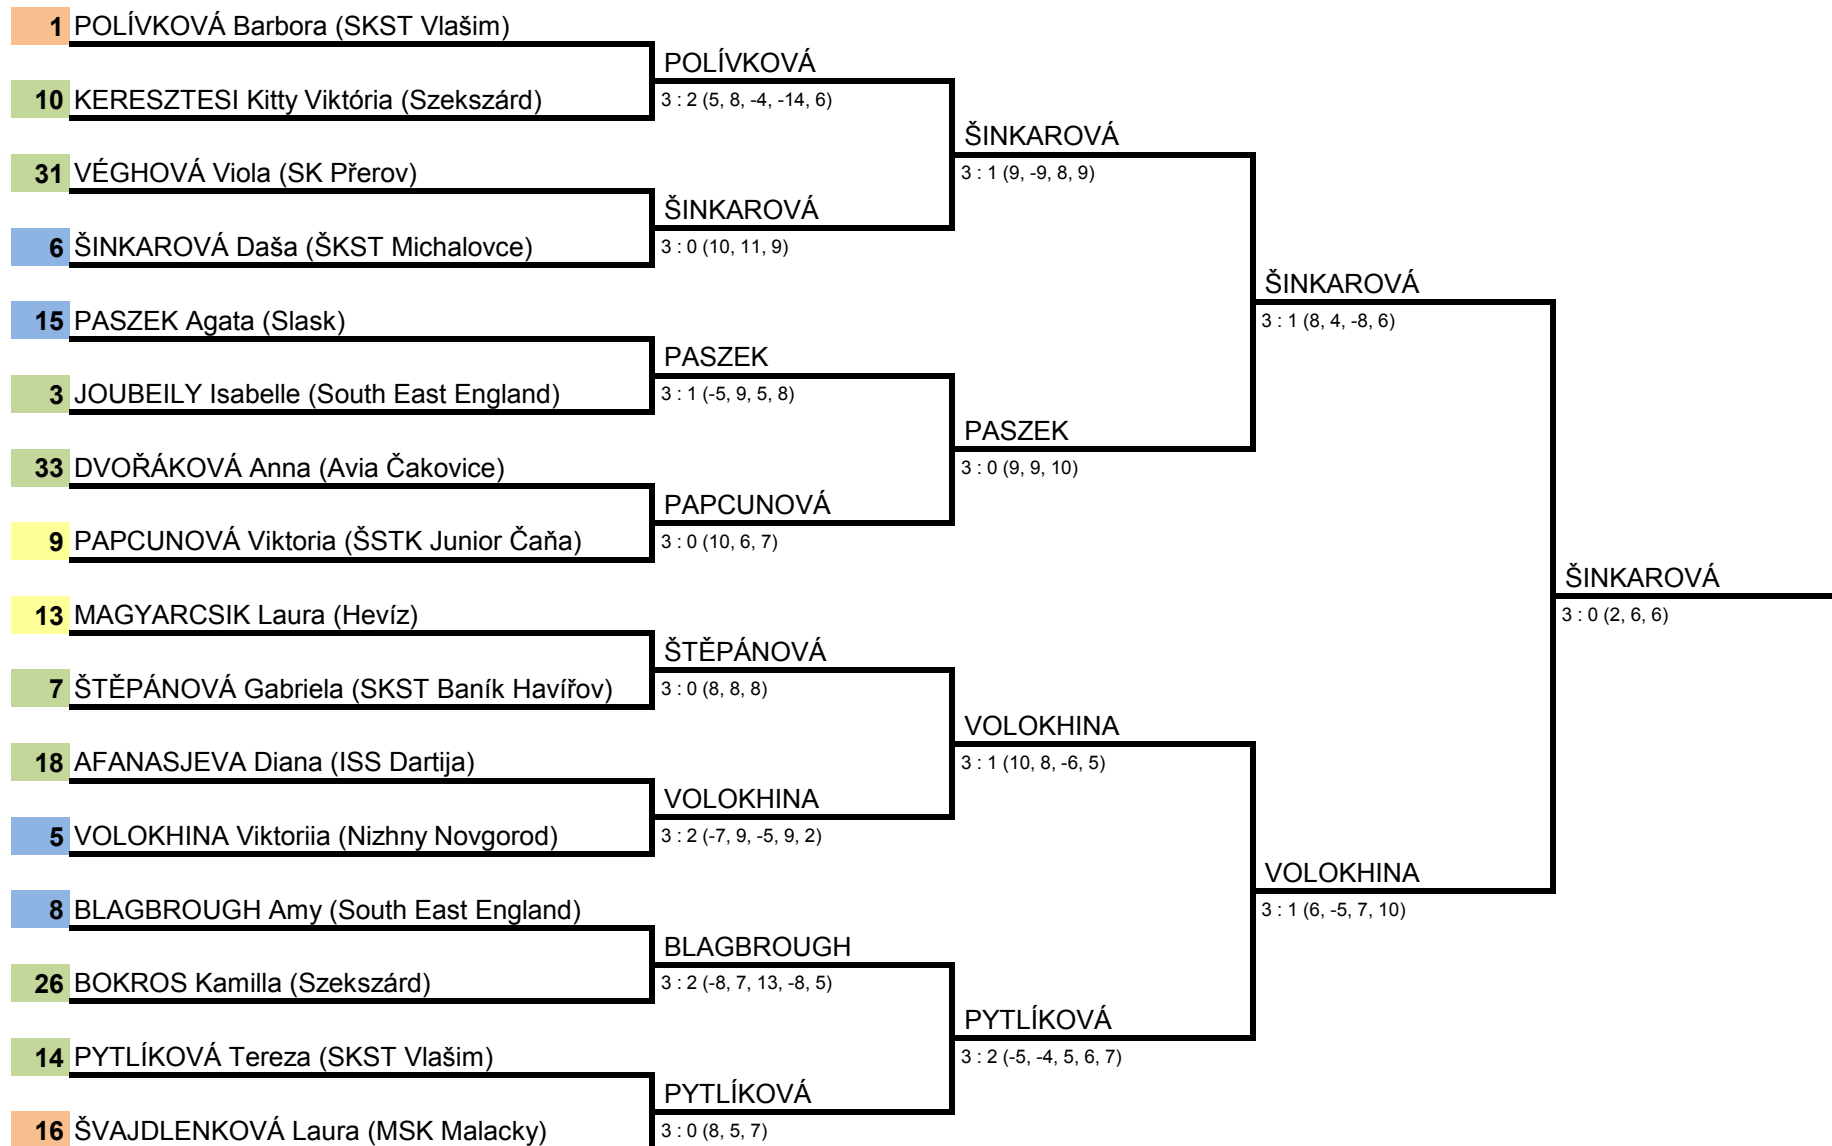 1 POLÍVKOVÁ Barbora (SKST Vlašim)
POLÍVKOVÁ
10 KERESZTESI Kitty Viktória (Szekszárd)
3 : 2 (5, 8, -4, -14, 6)
ŠINKAROVÁ
31 VÉGHOVÁ Viola (SK Přerov)
3 : 1 (9, -9, 8, 9)
ŠINKAROVÁ
6 ŠINKAROVÁ Daša (ŠKST Michalovce)
3 : 0 (10, 11, 9)
ŠINKAROVÁ
15 PASZEK Agata (Slask)
3 : 1 (8, 4, -8, 6)
PASZEK
3 JOUBEILY Isabelle (South East England)
3 : 1 (-5, 9, 5, 8)
PASZEK
33 DVOŘÁKOVÁ Anna (Avia Čakovice)
3 : 0 (9, 9, 10)
PAPCUNOVÁ
9 PAPCUNOVÁ Viktoria (ŠSTK Junior Čaňa)
3 : 0 (10, 6, 7)
ŠINKAROVÁ
13 MAGYARCSIK Laura (Hevíz)
3 : 0 (2, 6, 6)
ŠTĚPÁNOVÁ
7 ŠTĚPÁNOVÁ Gabriela (SKST Baník Havířov)
3 : 0 (8, 8, 8)
VOLOKHINA
18 AFANASJEVA Diana (ISS Dartija)
3 : 1 (10, 8, -6, 5)
VOLOKHINA
5 VOLOKHINA Viktoriia (Nizhny Novgorod)
3 : 2 (-7, 9, -5, 9, 2)
VOLOKHINA
8 BLAGBROUGH Amy (South East England)
3 : 1 (6, -5, 7, 10)
BLAGBROUGH
26 BOKROS Kamilla (Szekszárd)
3 : 2 (-8, 7, 13, -8, 5)
PYTLÍKOVÁ
14 PYTLÍKOVÁ Tereza (SKST Vlašim)
3 : 2 (-5, -4, 5, 6, 7)
PYTLÍKOVÁ
16 ŠVAJDLENKOVÁ Laura (MSK Malacky)
3 : 0 (8, 5, 7)